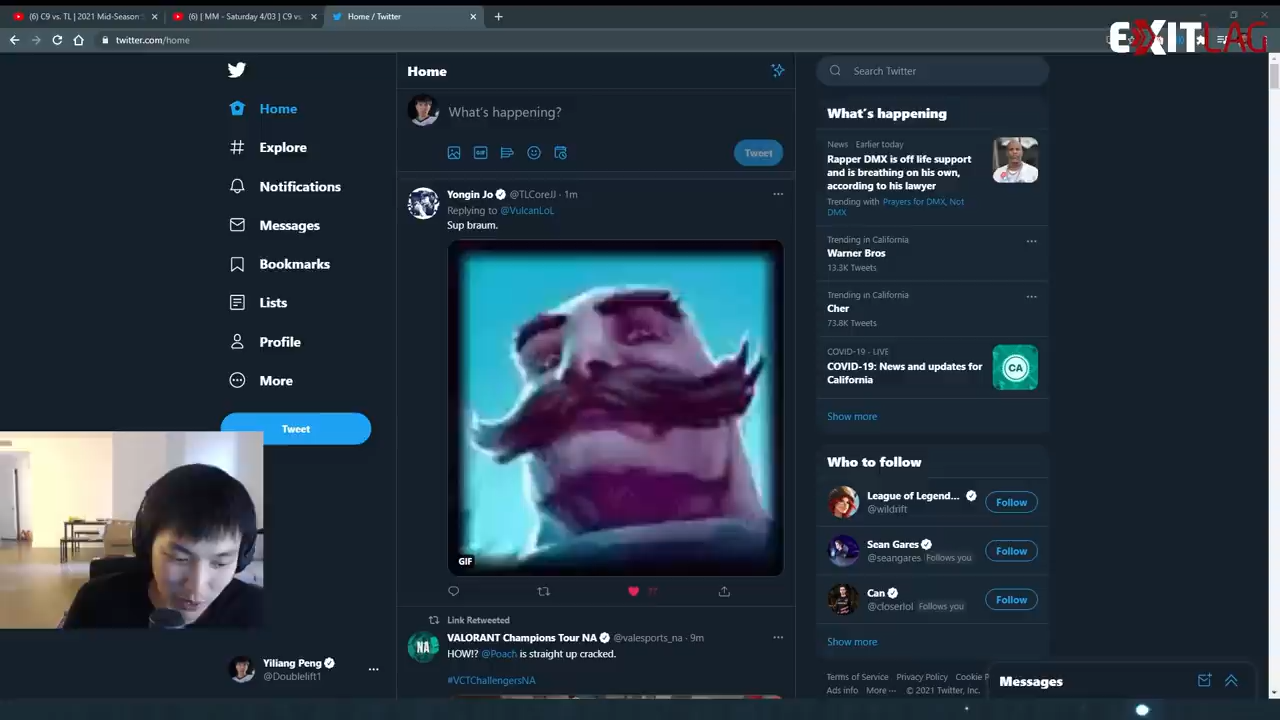 (6) C9 vs. TL | 2021 Mid-Season
(6) [ MM - Saturday 4/03 | C9 vs.
Home / Twitter
twitter.com/home
EXITLAG
Home
Explore
Notifications
Messages
Bookmarks
Lists
Profile
More
Tweet
Yiliang Peng
@Doublelift1
Home
What's happening?
GIF
Tweet
Yongin Jo @TLCoreJJ · 1m
Replying to @VulcanLoL
Sup braum.
GIF
Link Retweeted
NA
VALORANT Champions Tour NA @valesports_na · 9m
HOW!? @Poach is straight up cracked.
#VCTChallengersNA
Search Twitter
What's happening
News · Earlier today
Rapper DMX is off life support
and is breathing on his own,
according to his lawyer
Trending with Prayers for DMX, Not
DMX
Trending in California
Warner Bros
13.3K Tweets
Trending in California
Cher
73.8K Tweets
COVID-19 · LIVE
COVID-19: News and updates for
California
CA
Show more
Who to follow
League of Legend...
@wildrift
Follow
Sean Gares
@seangares Follows you
Follow
Can
@closerlol Follows you
Follow
Show more
Terms of Service Privacy Policy Cookie P
Ads info More ··· © 2021 Twitter, Inc.
Messages